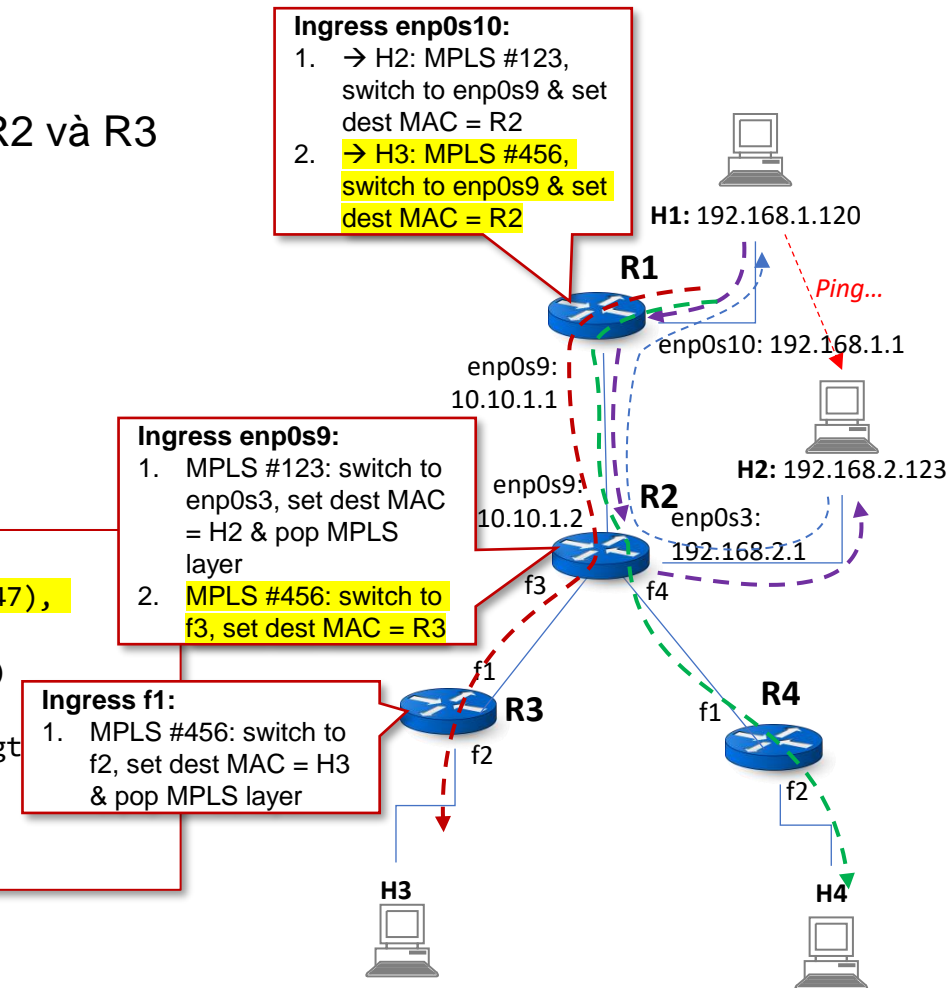 Ingress enp0s10:
1. → H2: MPLS #123,
switch to enp0s9 & set
dest MAC = R2
2. → H3: MPLS #456,
switch to enp0s9 & set
dest MAC = R2
R2 và R3
H1: 192.168.1.120
R1
Ping...
enp0s10: 192.168.1.1
enp0s9:
10.10.1.1
Ingress enp0s9:
1. MPLS #123: switch to
enp0s3, set dest MAC
= H2 & pop MPLS
layer
2. MPLS #456: switch to
f3, set dest MAC = R3
H2: 192.168.2.123
enp0s9:
10.10.1.2
R2
enp0s3:
192.168.2.1
f3
f4
47),
)
gt
Ingress f1:
1. MPLS #456: switch to
f2, set dest MAC = H3
& pop MPLS layer
f1
R3
f2
R4
f1
f2
H3
H4